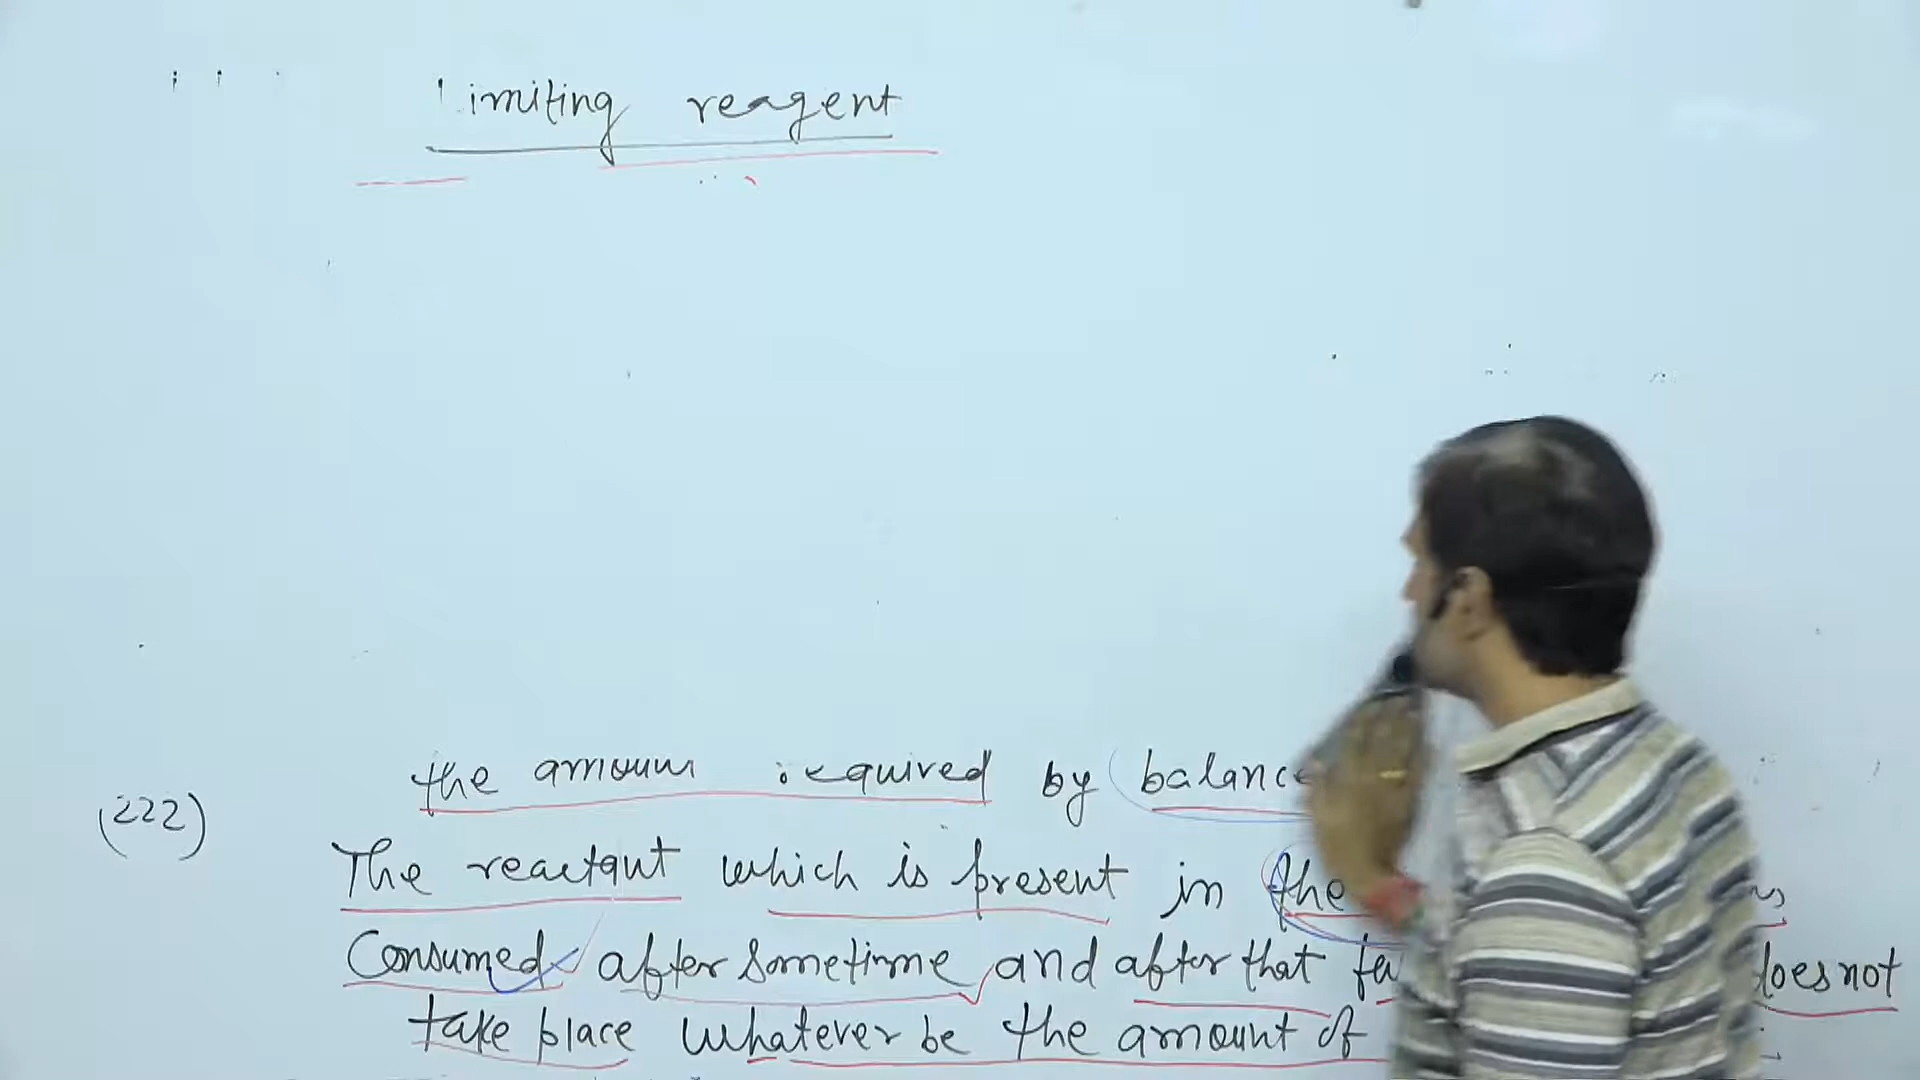 limiting reagent
the amoun required by balance
(222)
The reactant which is present in the
Consumed after sometime and after that does not
take place whatever be the amount of